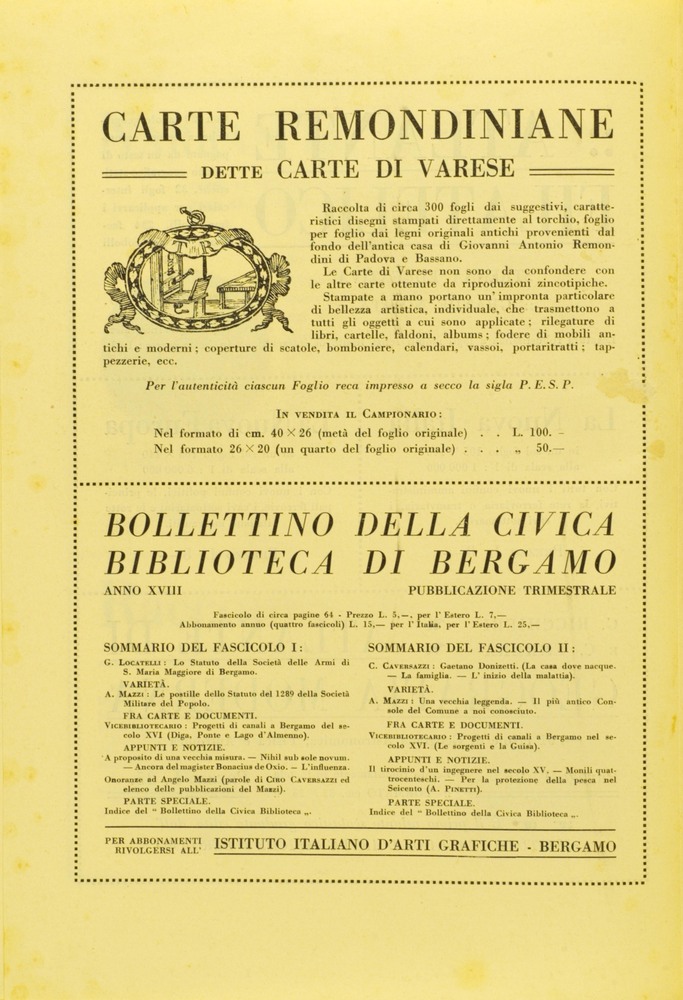 CARTE REMONDINIANE
DETTE CARTE DI VARESE
T R
Raccolta di circa 300 fogli dai suggestivi, caratte-
ristici disegni stampati direttamente al torchio, foglio
per foglio dai legni originali antichi provenienti dal
fondo dell'antica casa di Giovanni Antonio Remon-
dini di Padova e Bassano.
Le Carte di Varese non sono da confondere con
le altre carte ottenute da riproduzioni zincotipiche.
Stampate a mano portano un' impronta particolare
di bellezza artistica, individuale, che trasmettono a
tutti gli oggetti a cui sono applicate ; rilegature di
libri, cartelle, faldoni, albums ; fodere di mobili an-
tichi e moderni ; coperture di scatole, bomboniere, calendari, vassoi, portaritratti ; tap-
pezzerie, ecc.
Per l'autenticità ciascun Foglio reca impresso a secco la sigla P. E. S. P.
IN VENDITA IL CAMPIONARIO :
Nel formato di cm. 40 × 26 (metà del foglio originale) . . L. 100. -
Nel formato 26 × 20 (un quarto del foglio originale) . . . „ 50.—
BOLLETTINO DELLA CIVICA
BIBLIOTECA DI BERGAMO
ANNO XVIII PUBBLICAZIONE TRIMESTRALE
Fascicolo di circa pagine 64 - Prezzo L. 5,—, per l' Estero L. 7,—
Abbonamento annuo (quattro fascicoli) L. 15,— per l' Italia, per l' Estero L. 25,—
SOMMARIO DEL FASCICOLO I :
G. LOCATELLI : Lo Statuto della Società delle Armi di
S. Maria Maggiore di Bergamo.
VARIETÀ.
A. MAZZI : Le postille dello Statuto del 1289 della Società
Militare del Popolo.
FRA CARTE E DOCUMENTI.
VICEBIBLIOTECARIO : Progetti di canali a Bergamo del se-
colo XVI (Diga, Ponte e Lago d'Almenno).
APPUNTI E NOTIZIE.
A proposito di una vecchia misura. — Nihil sub sole novum.
— Ancora del magister Bonacius de Oxio. — L'influenza.
Onoranze ad Angelo Mazzi (parole di CIRO CAVERSAZZI ed
elenco delle pubblicazioni del Mazzi).
PARTE SPECIALE.
Indice del “ Bollettino della Civica Biblioteca „.
SOMMARIO DEL FASCICOLO II :
C. CAVERSAZZI : Gaetano Donizetti. (La casa dove nacque.
— La famiglia. — L' inizio della malattia).
VARIETÀ.
A. MAZZI : Una vecchia leggenda. — Il più antico Con-
sole del Comune a noi conosciuto.
FRA CARTE E DOCUMENTI.
VICEBIBLIOTECARIO : Progetti di canali a Bergamo nel se-
colo XVI. (Le sorgenti e la Guisa).
APPUNTI E NOTIZIE.
Il tirocinio d'un ingegnere nel secolo XV. — Monili quat-
trocenteschi. — Per la protezione della pesca nel
Seicento (A. PINETTI).
PARTE SPECIALE.
Indice del “ Bollettino della Civica Biblioteca „.
PER ABBONAMENTI
RIVOLGERSI ALL' ISTITUTO ITALIANO D'ARTI GRAFICHE - BERGAMO